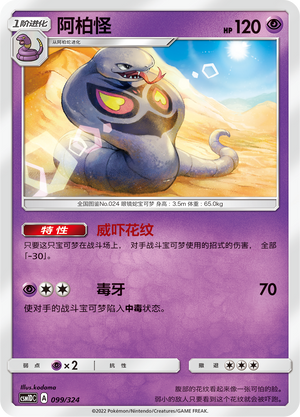 1阶进化
阿柏怪
HP 120
从阿柏蛇进化
全国图鉴No.024 眼镜蛇宝可梦 身高：3.5m 体重：65.0kg
特性 威吓花纹
只要这只宝可梦在战斗场上，对手战斗宝可梦使用的招式的伤害，全部
「-30」。
毒牙 70
使对手的战斗宝可梦陷入中毒状态。
弱点 ×2 抗性 撤退
Illus.kodama
CSM1DC A 099/324
腹部的花纹看起来像一张可怕的脸。
弱小的敌人只要看到这个花纹就会被吓跑。
©2022 Pokémon/Nintendo/Creatures/GAME FREAK.